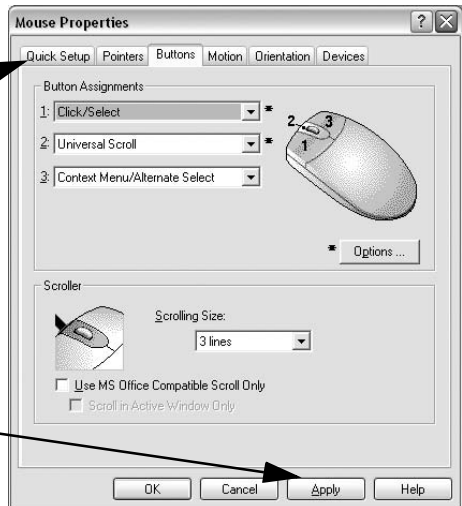 Mouse Properties
Quick Setup Pointers Buttons Motion Orientation Devices
Button Assignments
1: Click/Select *
2: Universal Scroll *
3: Context Menu/Alternate Select
2 3
1
* Options ...
Scroller
Scrolling Size:
3 lines
Use MS Office Compatible Scroll Only
Scroll in Active Window Only
OK Cancel Apply Help